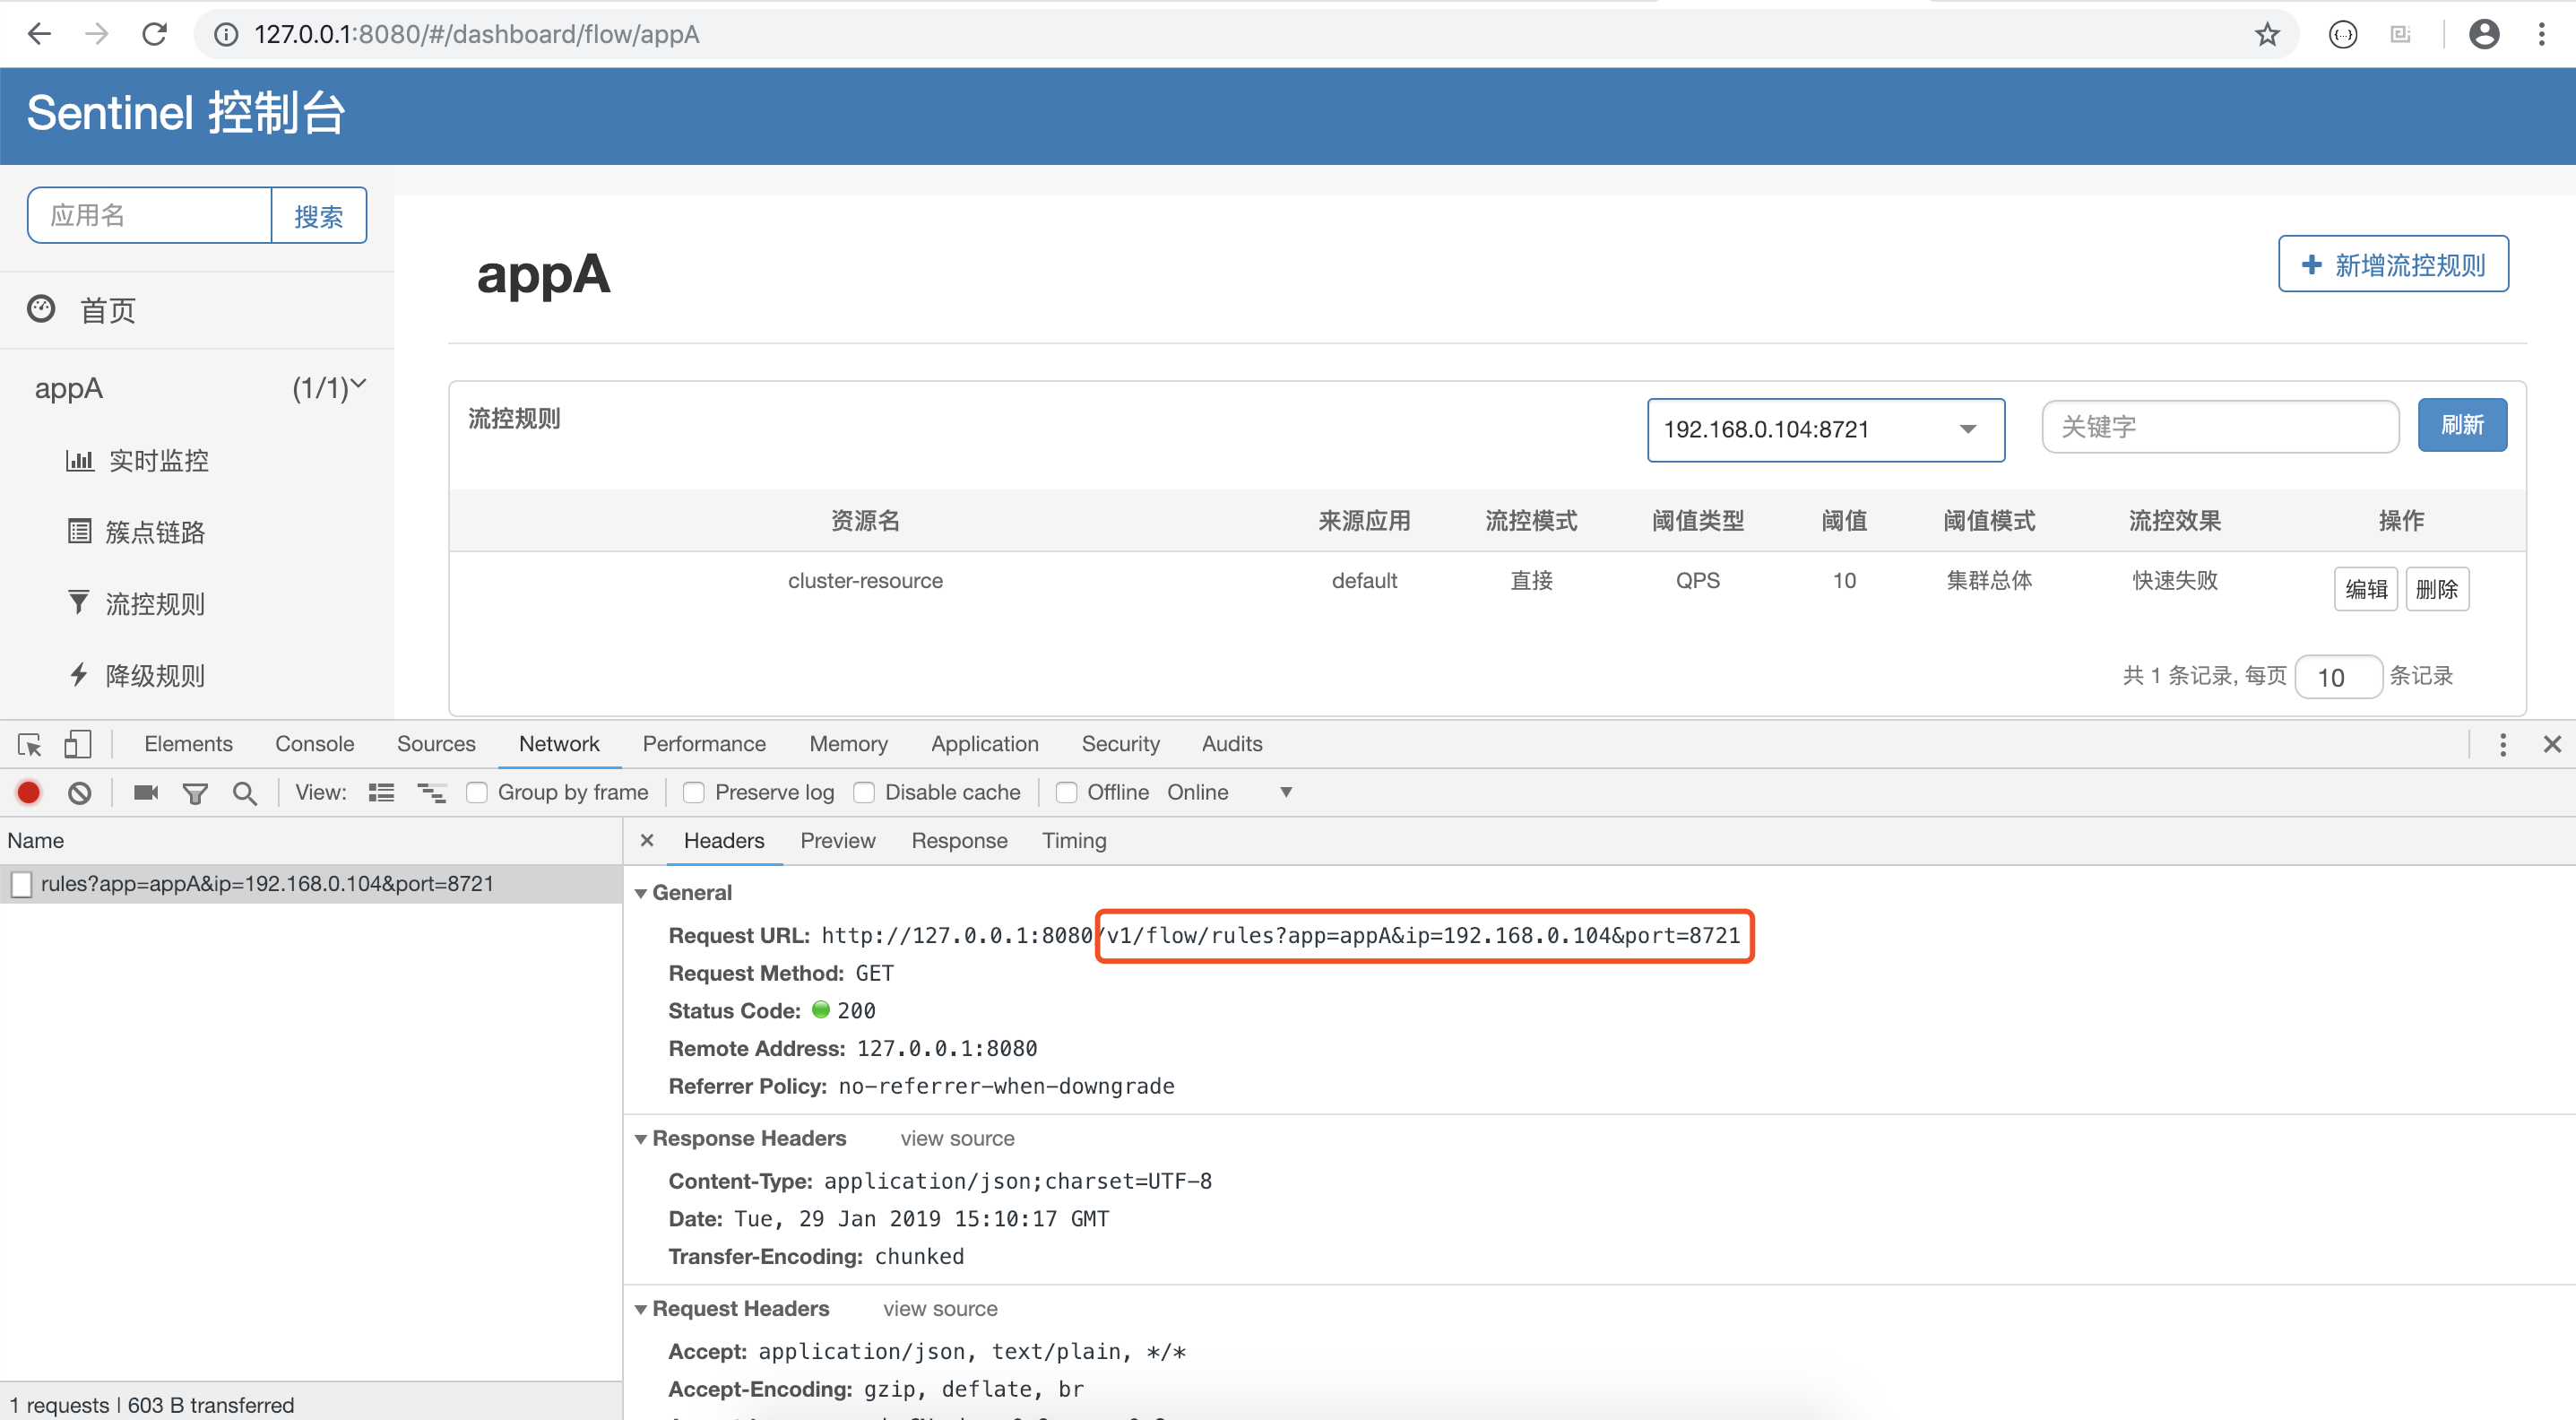 127.0.0.1:8080/#/dashboard/flow/appA
Sentinel 控制台
应用名 搜索
首页
appA (1/1)
实时监控
簇点链路
流控规则
降级规则
appA
新增流控规则
流控规则 192.168.0.104:8721 关键字 刷新
资源名 来源应用 流控模式 阈值类型 阈值 阈值模式 流控效果 操作
cluster-resource default 直接 QPS 10 集群总体 快速失败 编辑 删除
共 1 条记录, 每页 10 条记录
Elements Console Sources Network Performance Memory Application Security Audits
View: Group by frame Preserve log Disable cache Offline Online
Name
rules?app=appA&ip=192.168.0.104&port=8721
1 requests | 603 B transferred
Headers Preview Response Timing
General
Request URL: http://127.0.0.1:8080/v1/flow/rules?app=appA&ip=192.168.0.104&port=8721
Request Method: GET
Status Code: 200
Remote Address: 127.0.0.1:8080
Referrer Policy: no-referrer-when-downgrade
Response Headers view source
Content-Type: application/json;charset=UTF-8
Date: Tue, 29 Jan 2019 15:10:17 GMT
Transfer-Encoding: chunked
Request Headers view source
Accept: application/json, text/plain, */*
Accept-Encoding: gzip, deflate, br